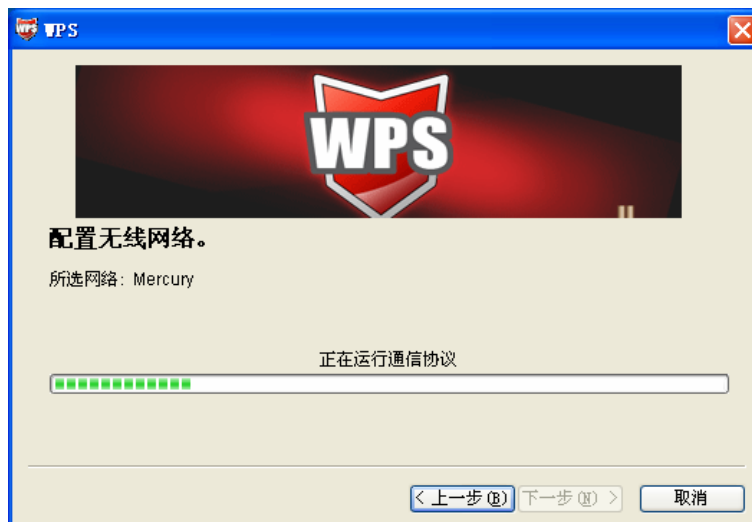 WPS
WPS
配置无线网络。
所选网络: Mercury
正在运行通信协议
< 上一步(B)
下一步(N) >
取消